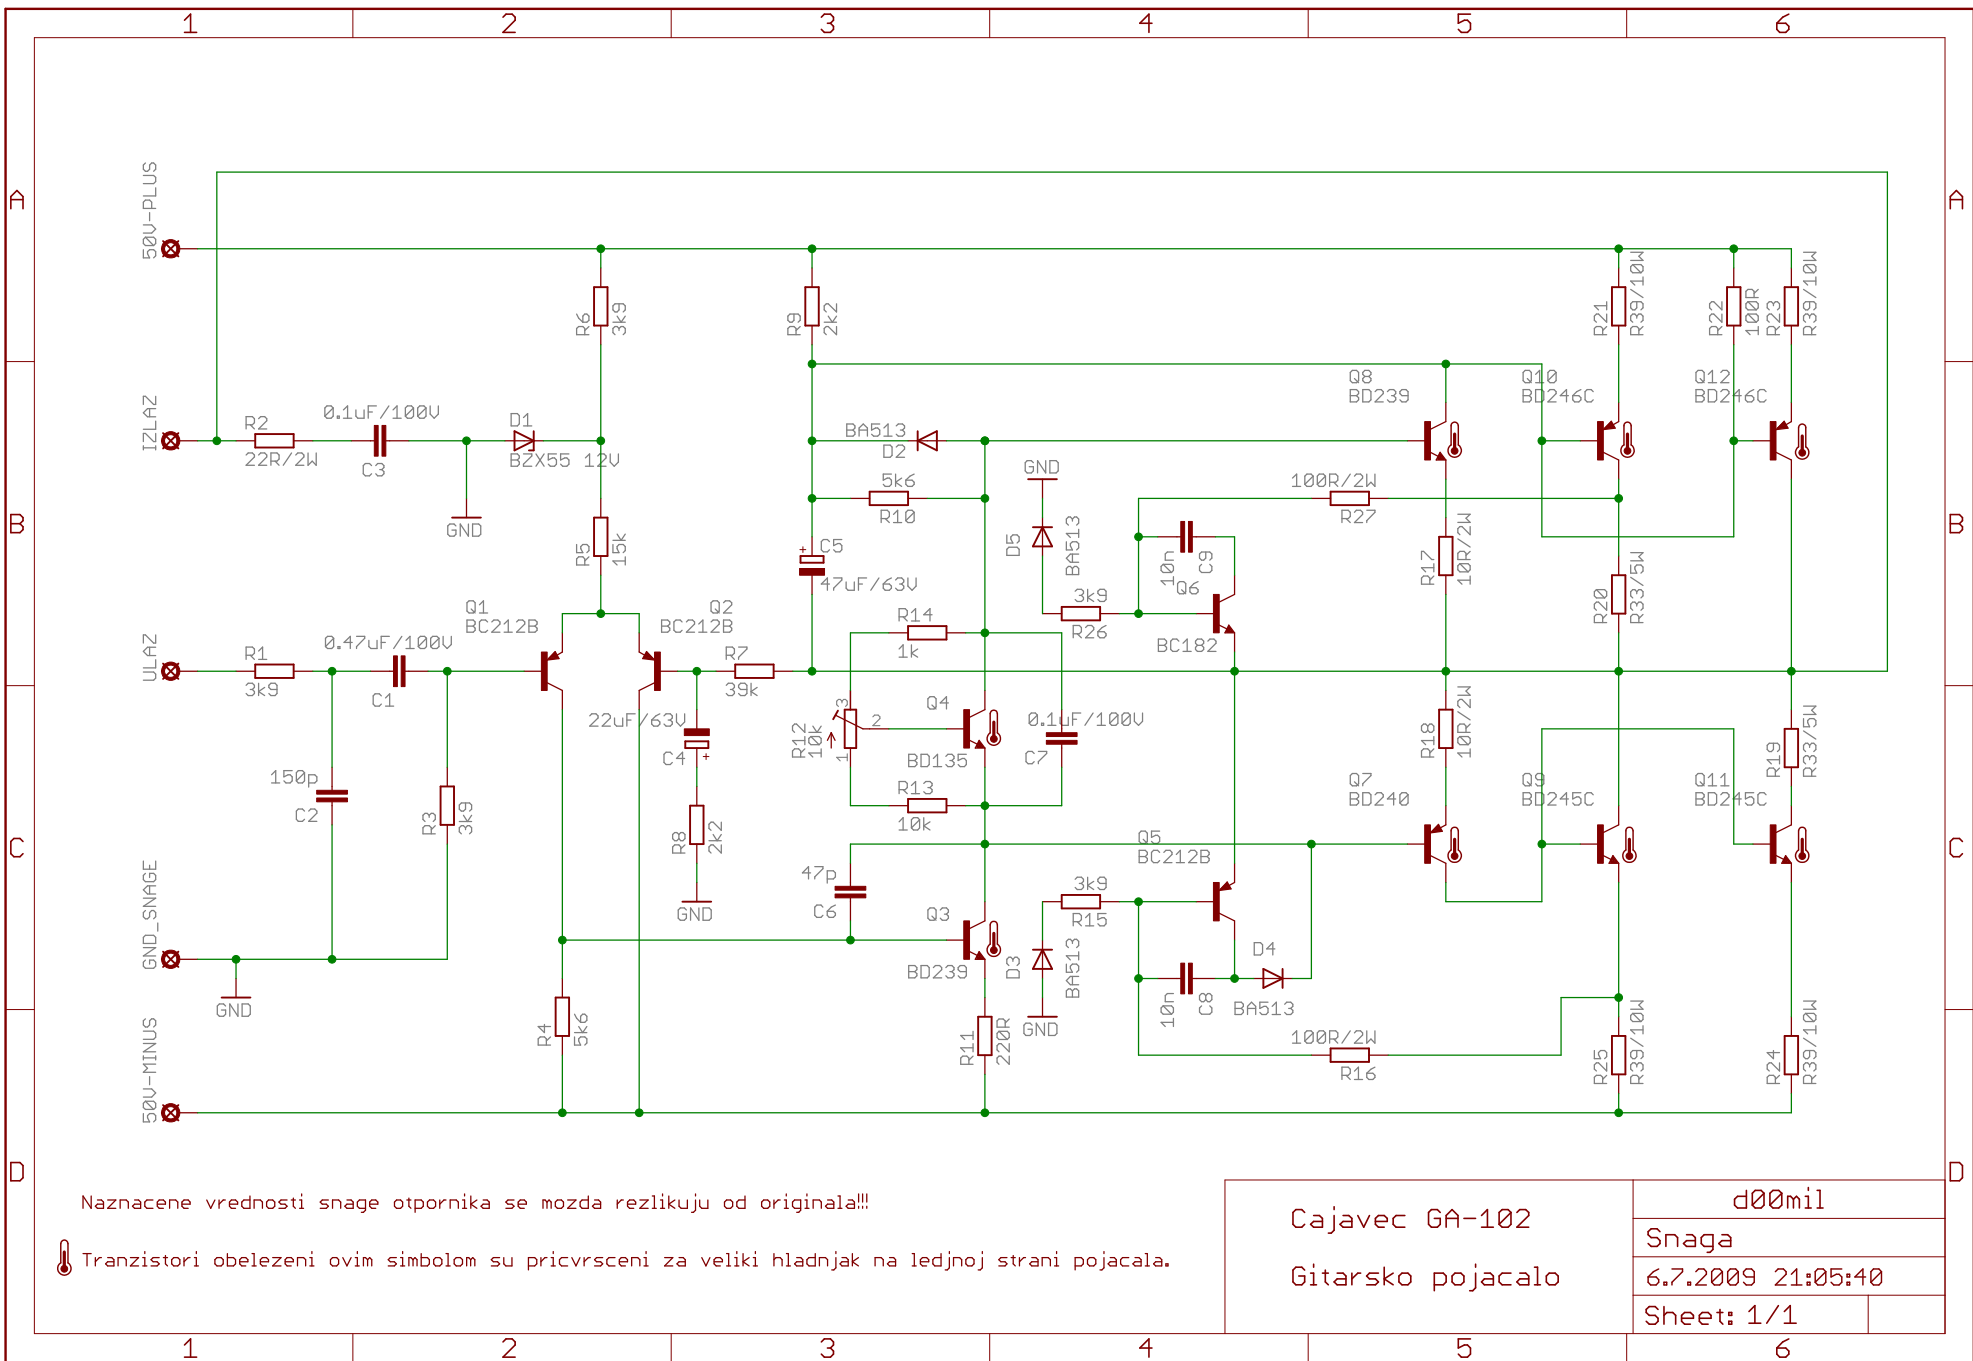 1 2 3 4 5 6
A A
50V-PLUS
R6 3k9
R9 2k2
R21 R39/10W
R22 100R
R23 R39/10W
IZLAZ
R2
22R/2W
0.1uF/100V
C3
D1
BZX55 12V
BA513
D2
Q8
BD239
Q10
BD246C
Q12
BD246C
B B
GND
R5 15k
5k6
R10
+ C5
47uF/63V
GND
D5 BA513
100R/2W
R27
10n C9
R17 10R/2W
R20 R33/5W
ULAZ
R1
3k9
0.47uF/100V
C1
Q1
BC212B
Q2
BC212B
R7
39k
R14
1k
3k9
R26
Q6
BC182
22uF/63V
C4 +
R12 10k
3 2 1
Q4
BD135
0.1uF/100V
C7
R18 10R/2W
R19 R33/5W
C C
150p
C2
R3 3k9
R8 2k2
GND
R13
10k
Q7
BD240
Q9
BD245C
Q11
BD245C
47p
C6
Q3
BD239
3k9
R15
Q5
BC212B
D3 BA513
GND
10n C8
D4
BA513
GND_SNAGE
GND
R4 5k6
R11 220R
100R/2W
R16
R25 R39/10W
R24 R39/10W
50V-MINUS
D D
Naznacene vrednosti snage otpornika se mozda rezlikuju od originala!!!
Tranzistori obelezeni ovim simbolom su pricvrsceni za veliki hladnjak na ledjnoj strani pojacala.
Cajavec GA-102
Gitarsko pojacalo
d00mil
Snaga
6.7.2009 21:05:40
Sheet: 1/1
1 2 3 4 5 6